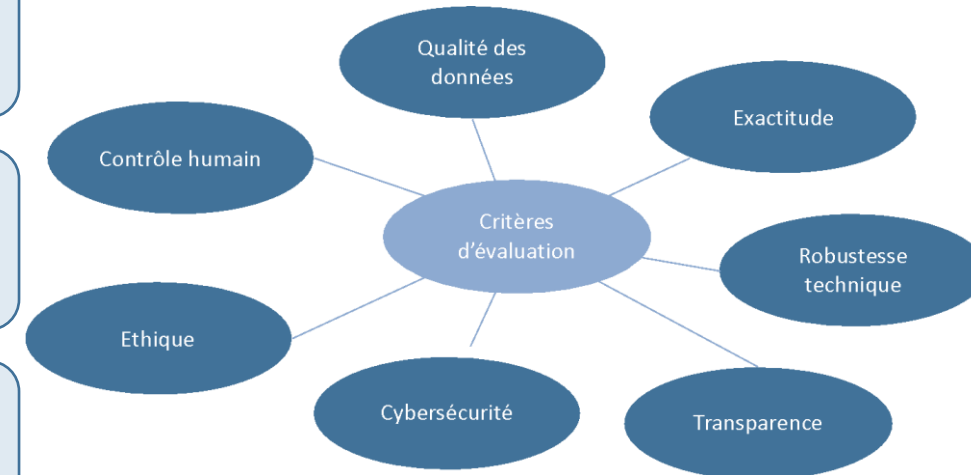 Qualité des
données
Exactitude
Contrôle humain
Critères
d’évaluation
Robustesse
technique
Ethique
Cybersécurité
Transparence